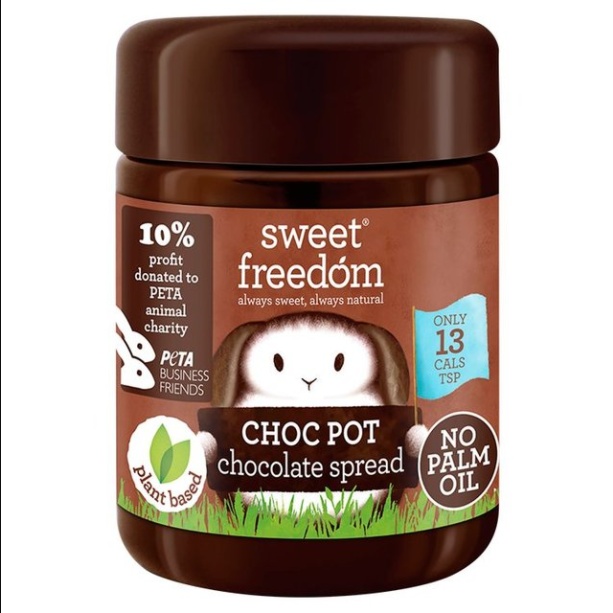 10%
profit
donated to
PETA
animal
charity
PETA
BUSINESS
FRIENDS
sweet®
freedóm
always sweet, always natural
ONLY
13
CALS
TSP
CHOC POT
chocolate spread
plant based
NO
PALM
OIL